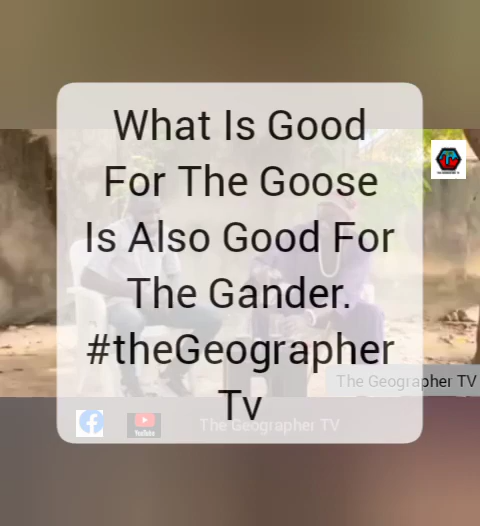 What Is Good
For The Goose
Is Also Good For
The Gander.
#theGeographer
Tv
The Geographer TV
YouTube
The Geographer TV